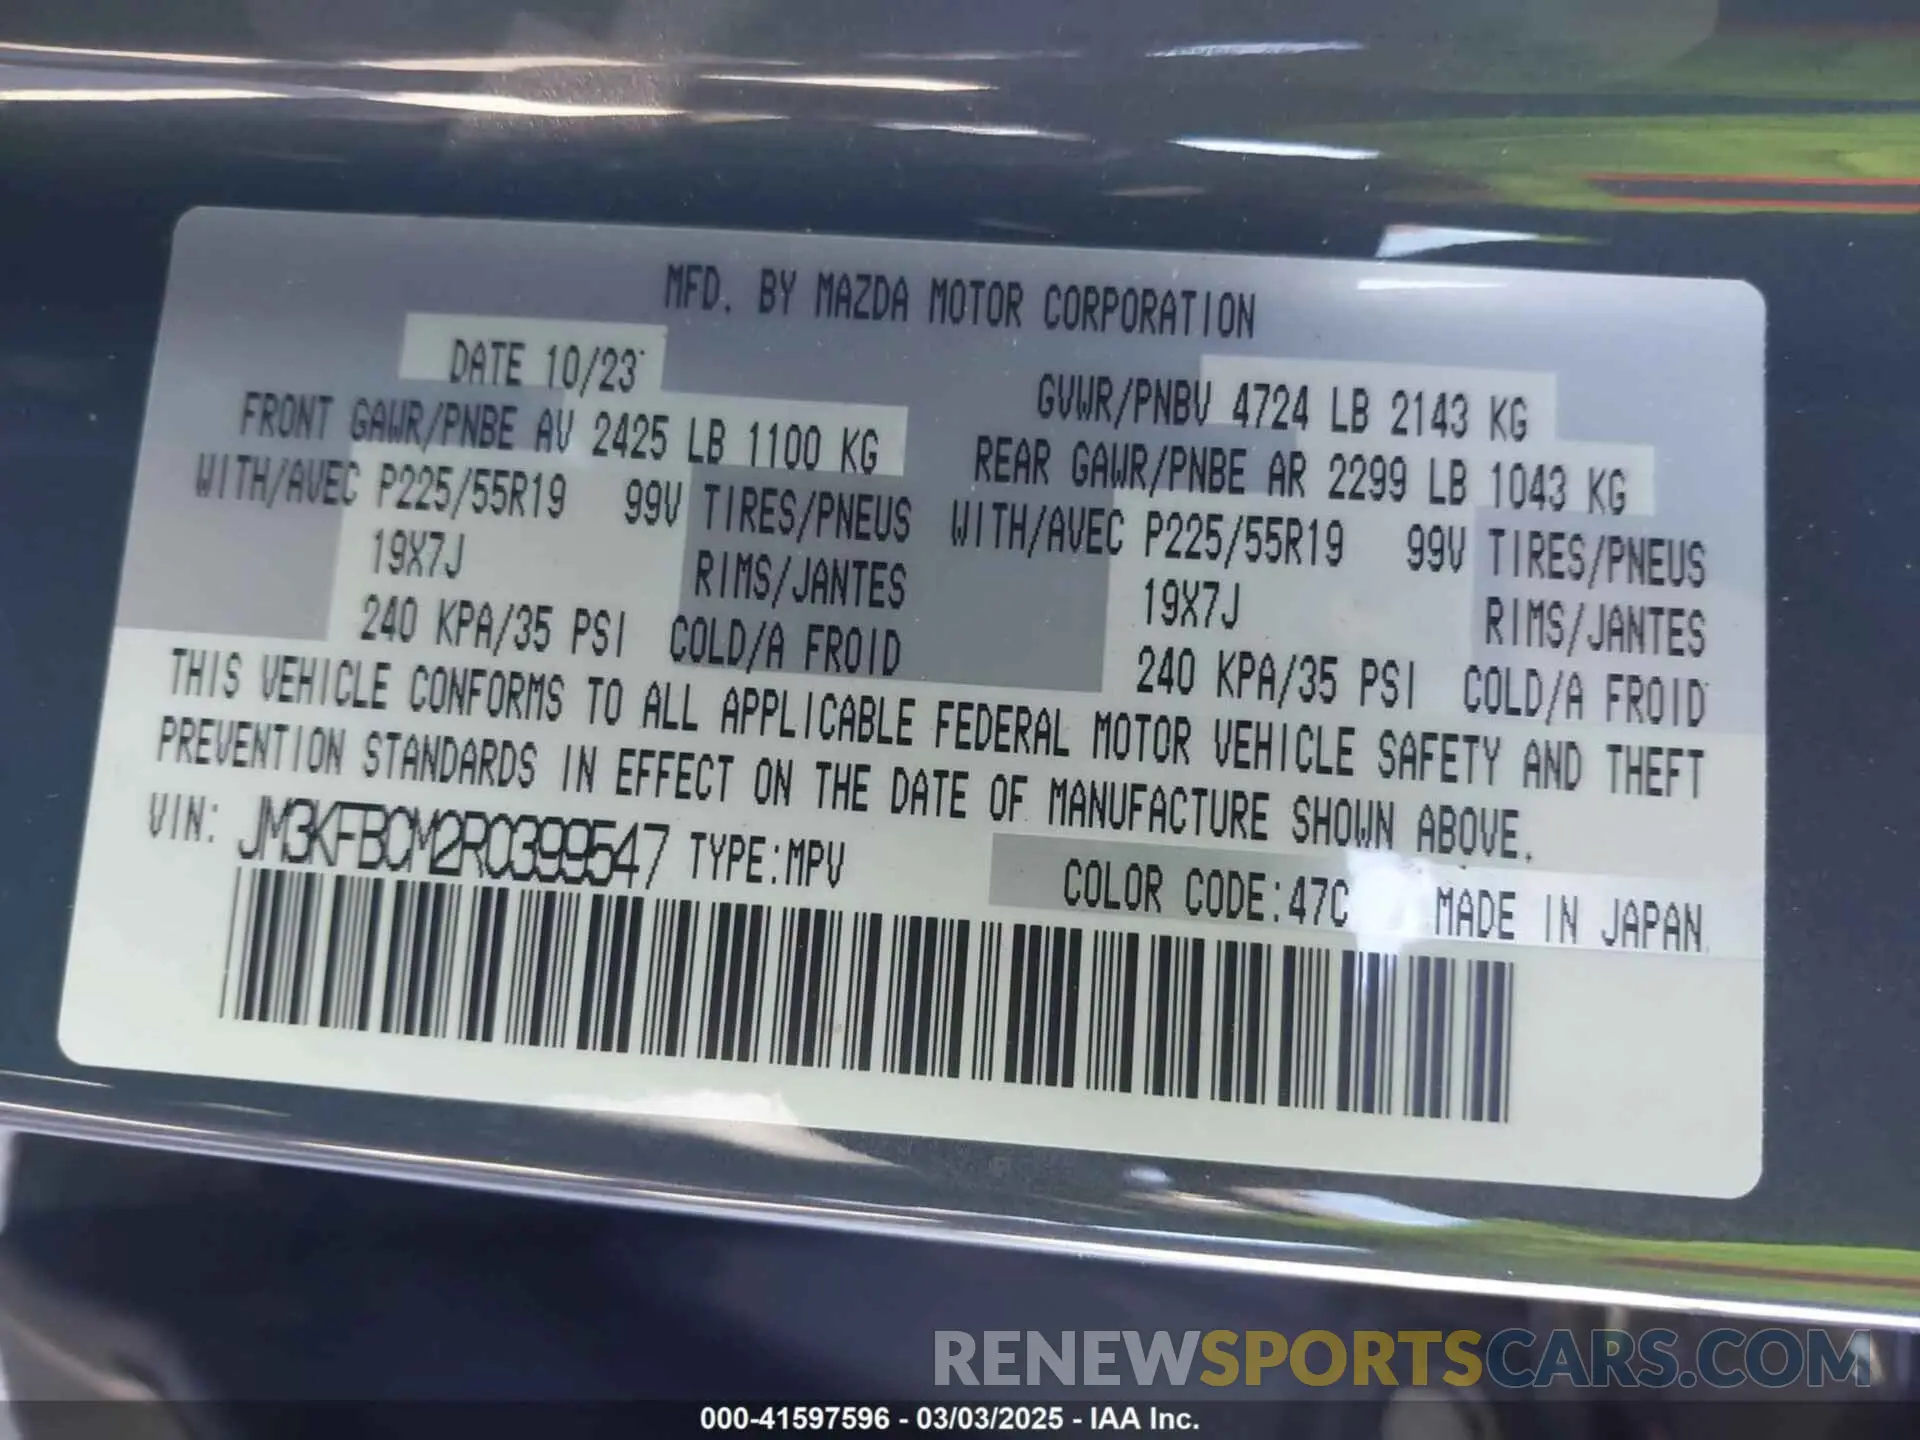 MFD. BY MAZDA MOTOR CORPORATION
DATE 10/23
GVWR/PNBV 4724 LB 2143 KG
FRONT GAWR/PNBE AV 2425 LB 1100 KG
REAR GAWR/PNBE AR 2299 LB 1043 KG
WITH/AVEC P225/55R19 99V TIRES/PNEUS
WITH/AVEC P225/55R19 99V TIRES/PNEUS
19X7J RIMS/JANTES
19X7J RIMS/JANTES
240 KPA/35 PSI COLD/A FROID
240 KPA/35 PSI COLD/A FROID
THIS VEHICLE CONFORMS TO ALL APPLICABLE FEDERAL MOTOR VEHICLE SAFETY AND THEFT
PREVENTION STANDARDS IN EFFECT ON THE DATE OF MANUFACTURE SHOWN ABOVE.
VIN: JM3KFBCM2R0399547 TYPE:MPV
COLOR CODE:47C MADE IN JAPAN
RENEWSPORTSCARS.COM
000-41597596 - 03/03/2025 - IAA Inc.